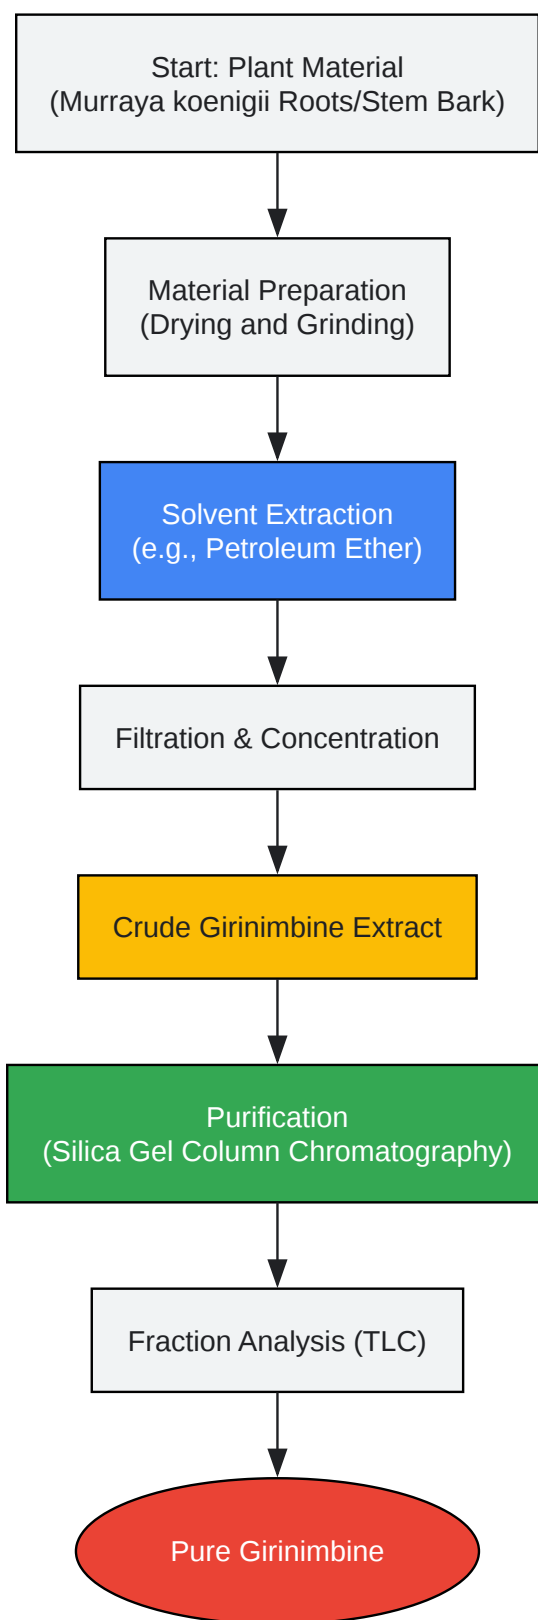 Start: Plant Material
(Murraya koenigii Roots/Stem Bark)
Material Preparation
(Drying and Grinding)
Solvent Extraction
(e.g., Petroleum Ether)
Filtration & Concentration
Crude Girinimbine Extract
Purification
(Silica Gel Column Chromatography)
Fraction Analysis (TLC)
Pure Girinimbine